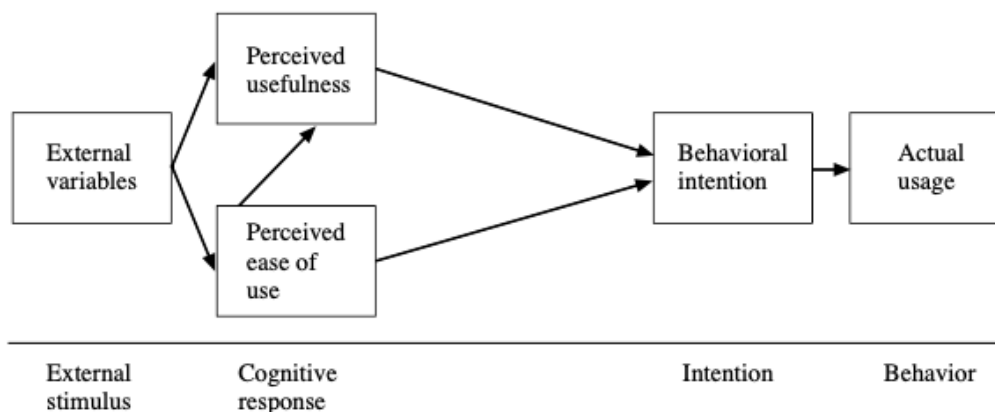 Perceived
usefulness
External
variables
Perceived
ease of
use
Behavioral
intention
Actual
usage
External
stimulus
Cognitive
response
Intention
Behavior